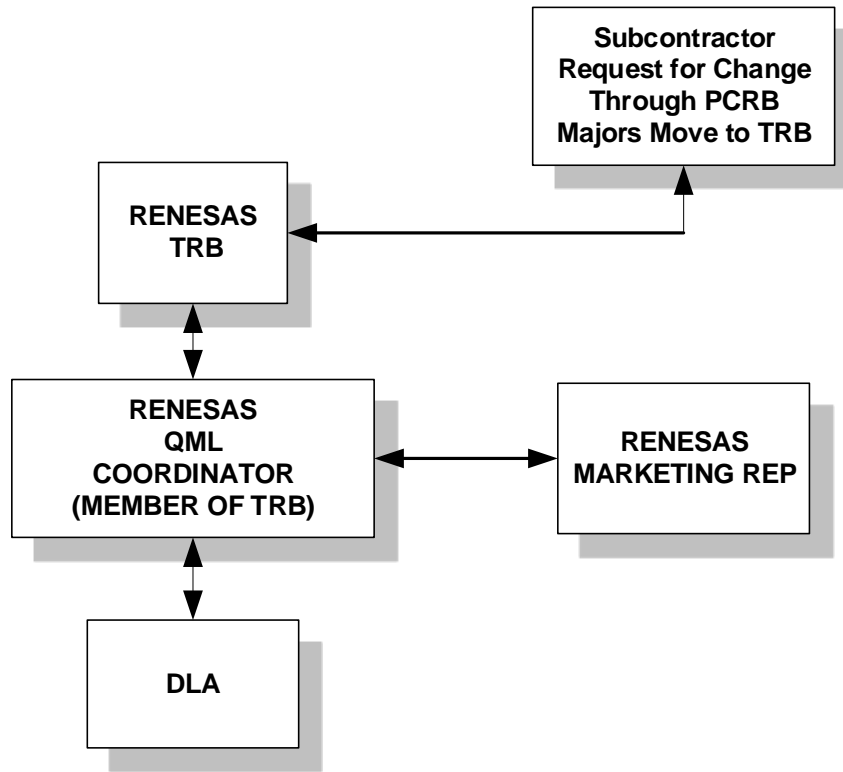 Subcontractor
Request for Change
Through PCRB
Majors Move to TRB
RENESAS
TRB
RENESAS
QML
COORDINATOR
(MEMBER OF TRB)
RENESAS
MARKETING REP
DLA